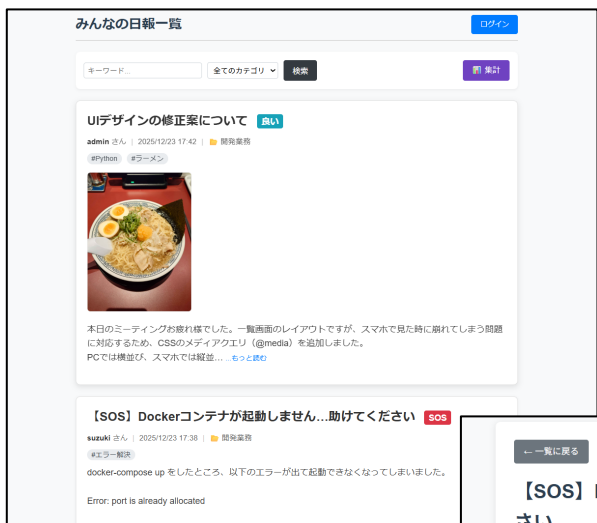 みんなの日報一覧
ログイン
キーワード...
全てのカテゴリ
検索
集計
UIデザインの修正案について 良い
admin さん | 2025/12/23 17:42 | 開発業務
#Python #ラーメン
本日のミーティングお疲れ様でした。一覧画面のレイアウトですが、スマホで見た時に崩れてしまう問題
に対応するため、CSSのメディアクエリ（@media）を追加しました。
PCでは横並び、スマホでは縦並... ...もっと読む
【SOS】Dockerコンテナが起動しません...助けてください SOS
suzuki さん | 2025/12/23 17:38 | 開発業務
#エラー解決
docker-compose up をしたところ、以下のエラーが出て起動できなくなってしまいました。
Error: port is already allocated
← 一覧に戻る
【SOS】
さい